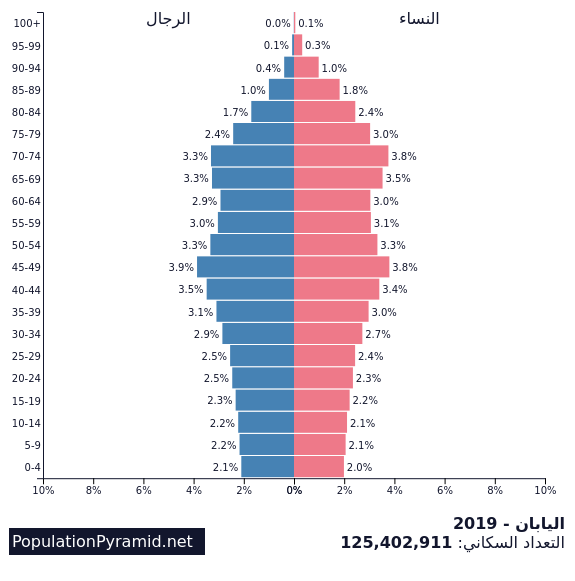 الرجال النساء
100+ 0.0% 0.1%
95-99 0.1% 0.3%
90-94 0.4% 1.0%
85-89 1.0% 1.8%
80-84 1.7% 2.4%
75-79 2.4% 3.0%
70-74 3.3% 3.8%
65-69 3.3% 3.5%
60-64 2.9% 3.0%
55-59 3.0% 3.1%
50-54 3.3% 3.3%
45-49 3.9% 3.8%
40-44 3.5% 3.4%
35-39 3.1% 3.0%
30-34 2.9% 2.7%
25-29 2.5% 2.4%
20-24 2.5% 2.3%
15-19 2.3% 2.2%
10-14 2.2% 2.1%
5-9 2.2% 2.1%
0-4 2.1% 2.0%
10% 8% 6% 4% 2% 0% 2% 4% 6% 8% 10%
اليابان - 2019
التعداد السكاني: 125,402,911
PopulationPyramid.net